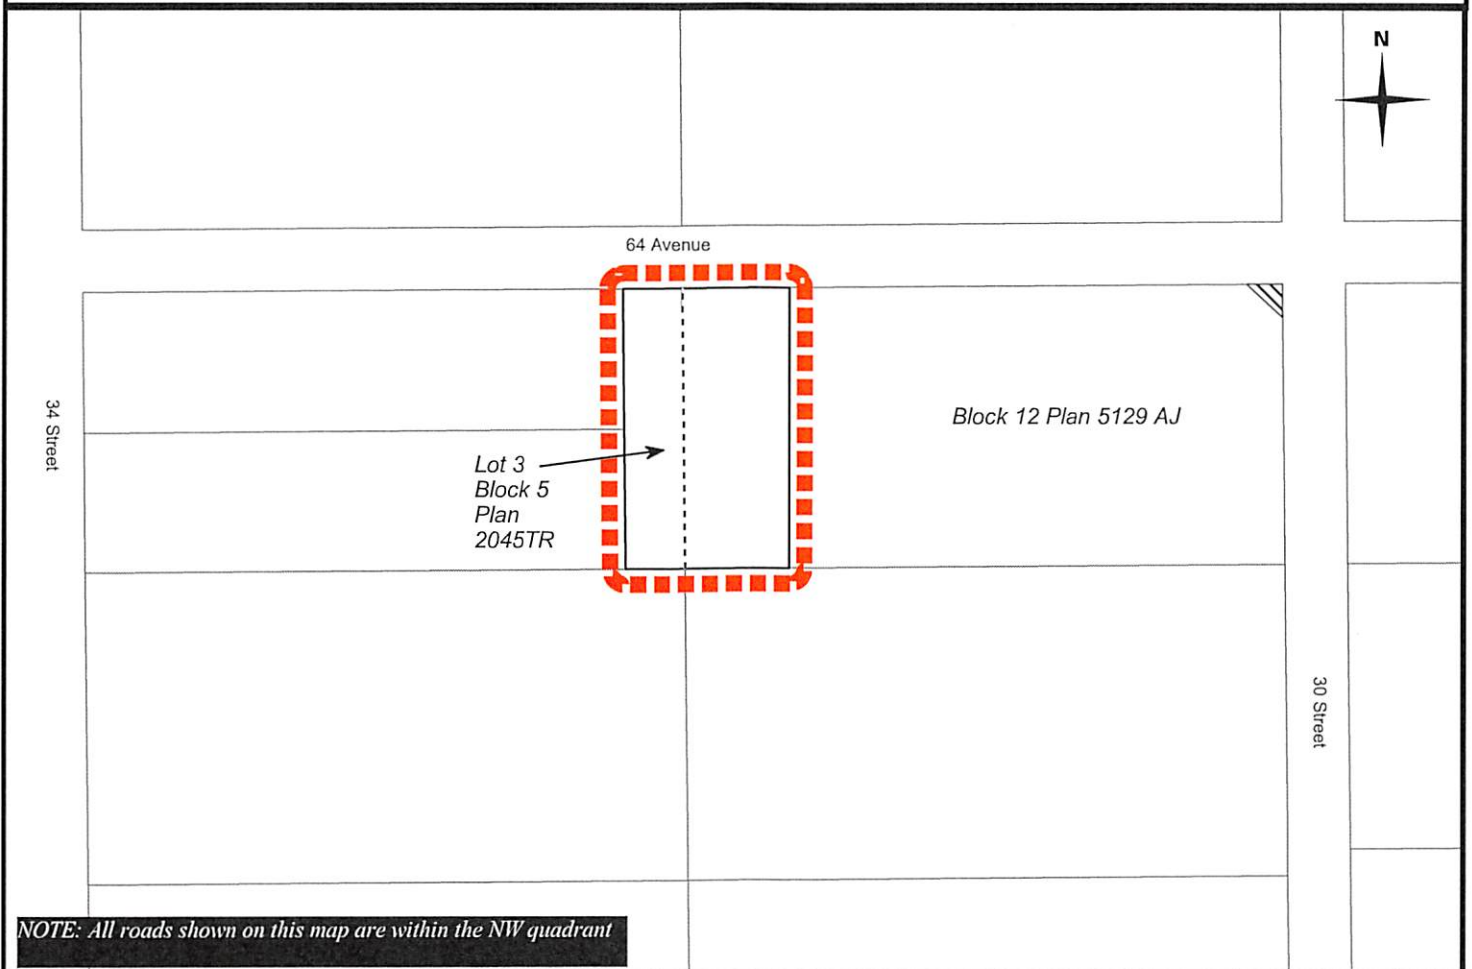 N
64 Avenue
34 Street
Block 12 Plan 5129 AJ
Lot 3
Block 5
Plan
2045TR
30 Street
NOTE: All roads shown on this map are within the NW quadrant